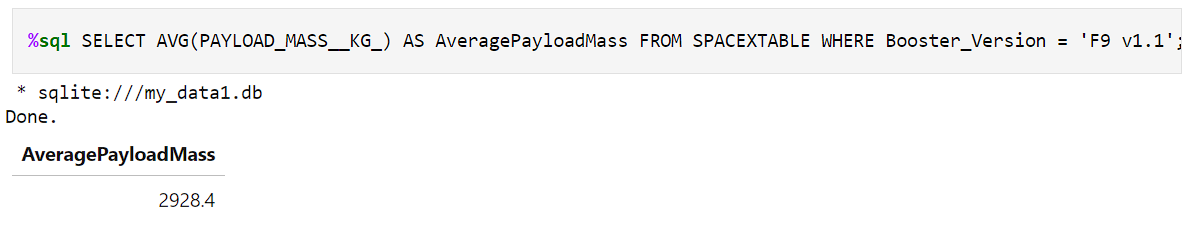 %sql SELECT AVG(PAYLOAD_MASS__KG_) AS AveragePayloadMass FROM SPACEXTABLE WHERE Booster_Version = 'F9 v1.1';
* sqlite:///my_data1.db
Done.
AveragePayloadMass
2928.4